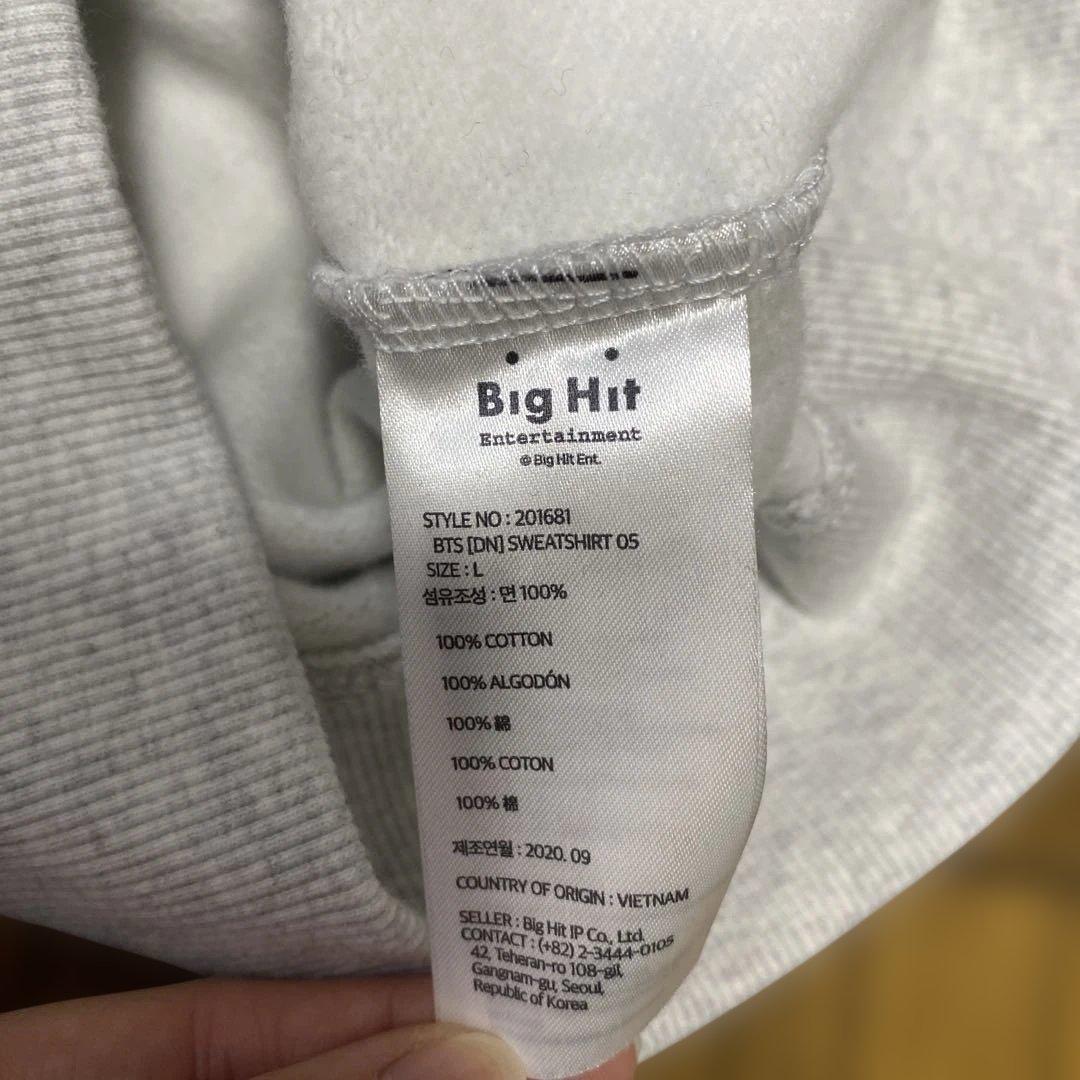 Big Hit
Entertainment
© Big Hit Ent.
STYLE NO : 201681
BTS [DN] SWEATSHIRT 05
SIZE : L
섬유조성 : 면 100%
100% COTTON
100% ALGODÓN
100% 綿
100% COTON
100% 棉
제조연월 : 2020. 09
COUNTRY OF ORIGIN : VIETNAM
SELLER : Big Hit IP Co., Ltd.
CONTACT : (+82) 2-3444-0105
42, Teheran-ro 108-gil,
Gangnam-gu, Seoul,
Republic of Korea